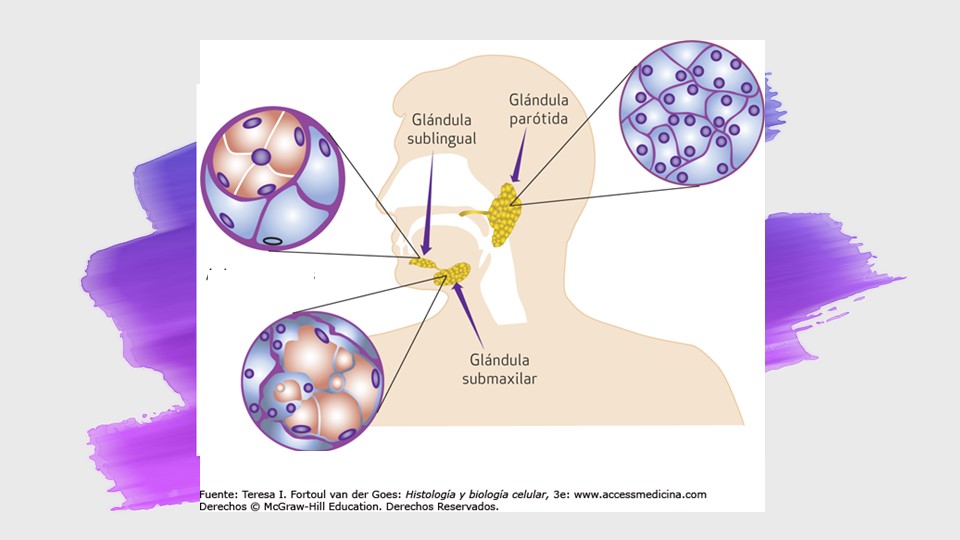 Glándula
sublingual
Glándula
parótida
Glándula
submaxilar
Fuente: Teresa I. Fortoul van der Goes: Histología y biología celular, 3e: www.accessmedicina.com
Derechos © McGraw-Hill Education. Derechos Reservados.